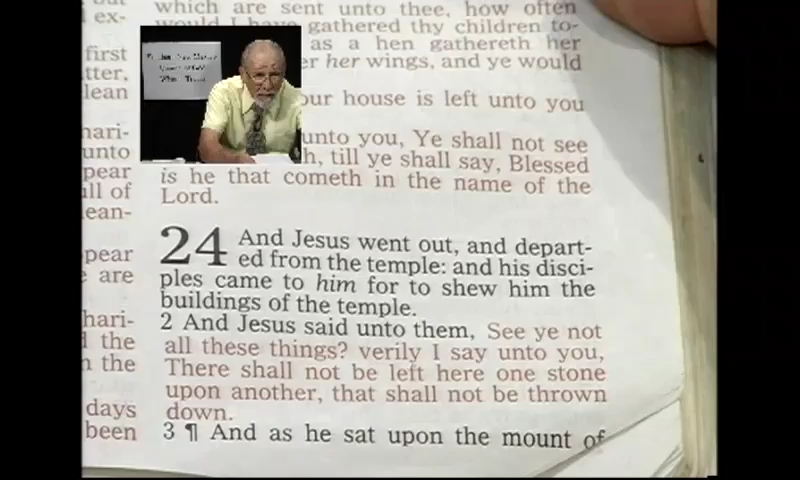 which are sent unto thee, how often
would I have gathered thy children to-
as a hen gathereth her
er her wings, and ye would
our house is left unto you
unto you, Ye shall not see
h, till ye shall say, Blessed
is he that cometh in the name of the
Lord.
24 And Jesus went out, and depart-
ed from the temple: and his disci-
ples came to him for to shew him the
buildings of the temple.
2 And Jesus said unto them, See ye not
all these things? verily I say unto you,
There shall not be left here one stone
upon another, that shall not be thrown
down.
3 ¶ And as he sat upon the mount of
ex-
first
tter,
lean
hari-
unto
pear
ull of
lean-
pear
e are
hari-
d the
n the
days
been